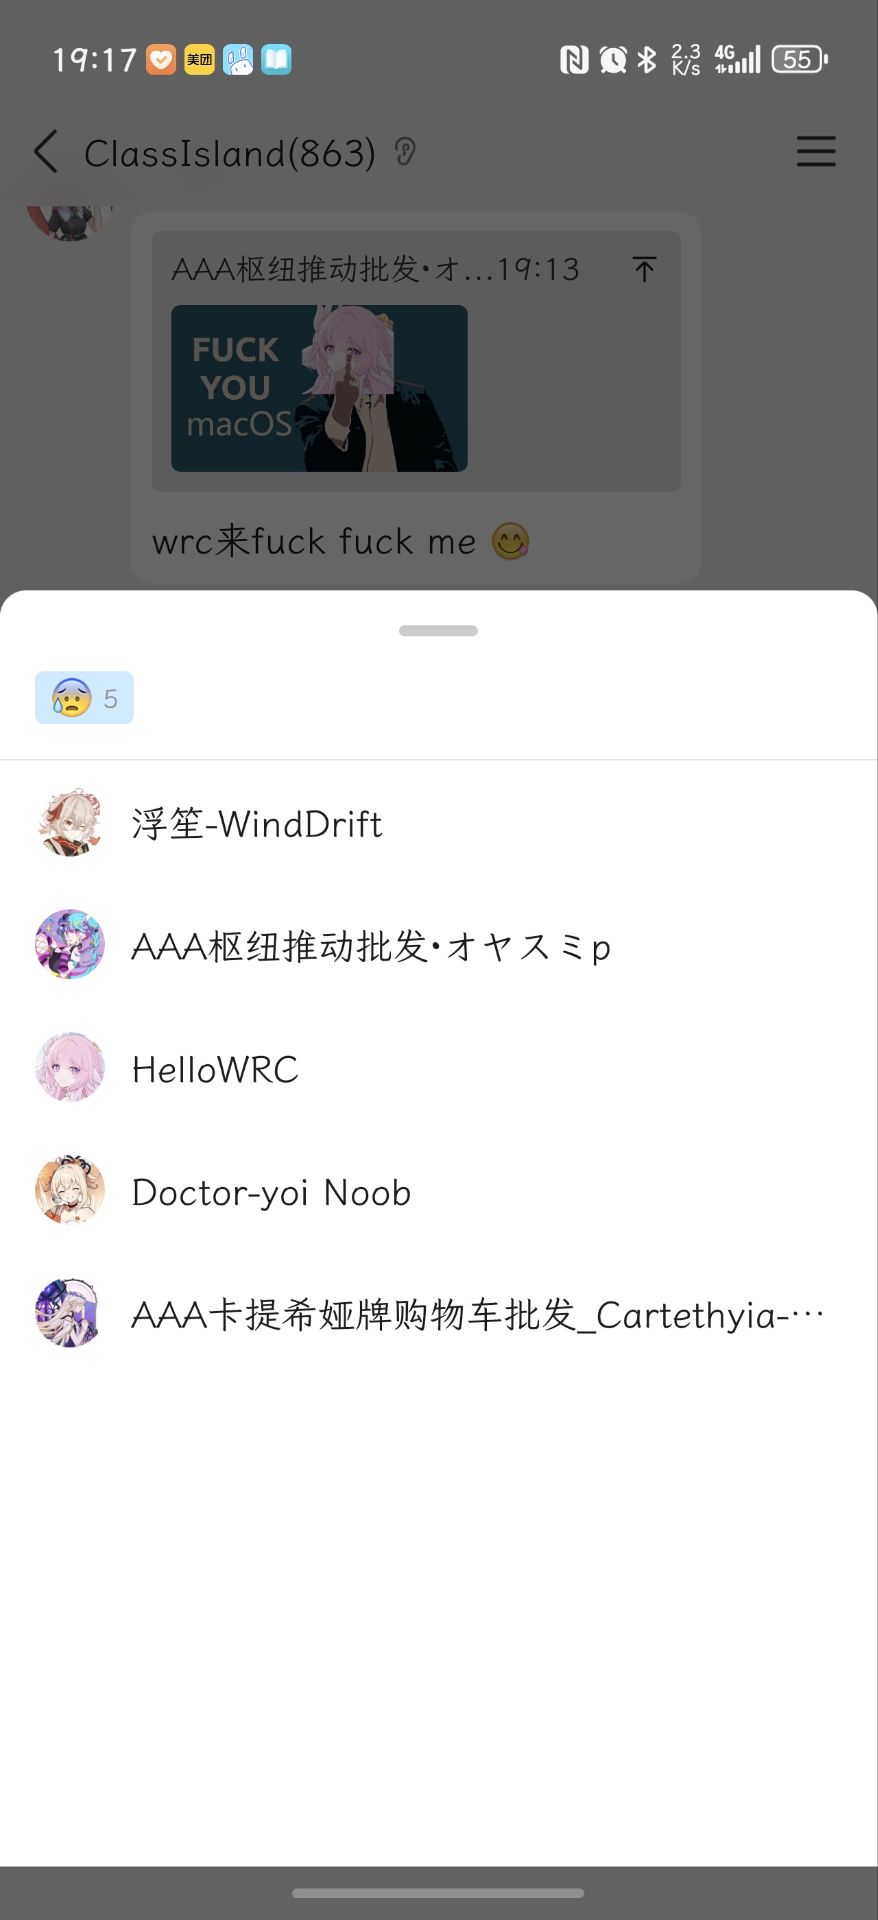 19:17
美团
2.3
K/s
4G
55
ClassIsland(863)
AAA枢纽推动批发•オ...19:13
FUCK
YOU
macOS
wrc来fuck fuck me 😋
😰 5
浮笙-WindDrift
AAA枢纽推动批发•オヤスミp
HelloWRC
Doctor-yoi Noob
AAA卡提希娅牌购物车批发_Cartethyia-…